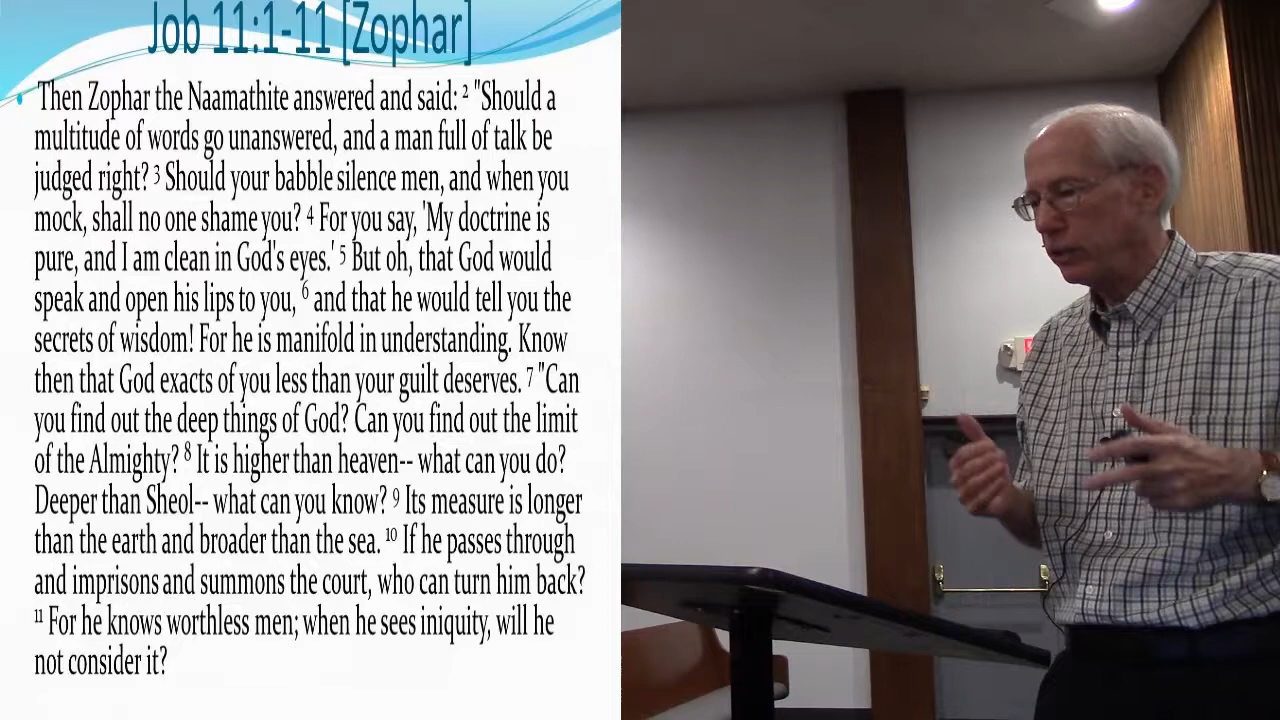 Job 11:1-11 [Zophar]
Then Zophar the Naamathite answered and said: 2 "Should a
multitude of words go unanswered, and a man full of talk be
judged right? 3 Should your babble silence men, and when you
mock, shall no one shame you? 4 For you say, 'My doctrine is
pure, and I am clean in God's eyes.' 5 But oh, that God would
speak and open his lips to you, 6 and that he would tell you the
secrets of wisdom! For he is manifold in understanding. Know
then that God exacts of you less than your guilt deserves. 7 "Can
you find out the deep things of God? Can you find out the limit
of the Almighty? 8 It is higher than heaven-- what can you do?
Deeper than Sheol-- what can you know? 9 Its measure is longer
than the earth and broader than the sea. 10 If he passes through
and imprisons and summons the court, who can turn him back?
11 For he knows worthless men; when he sees iniquity, will he
not consider it?